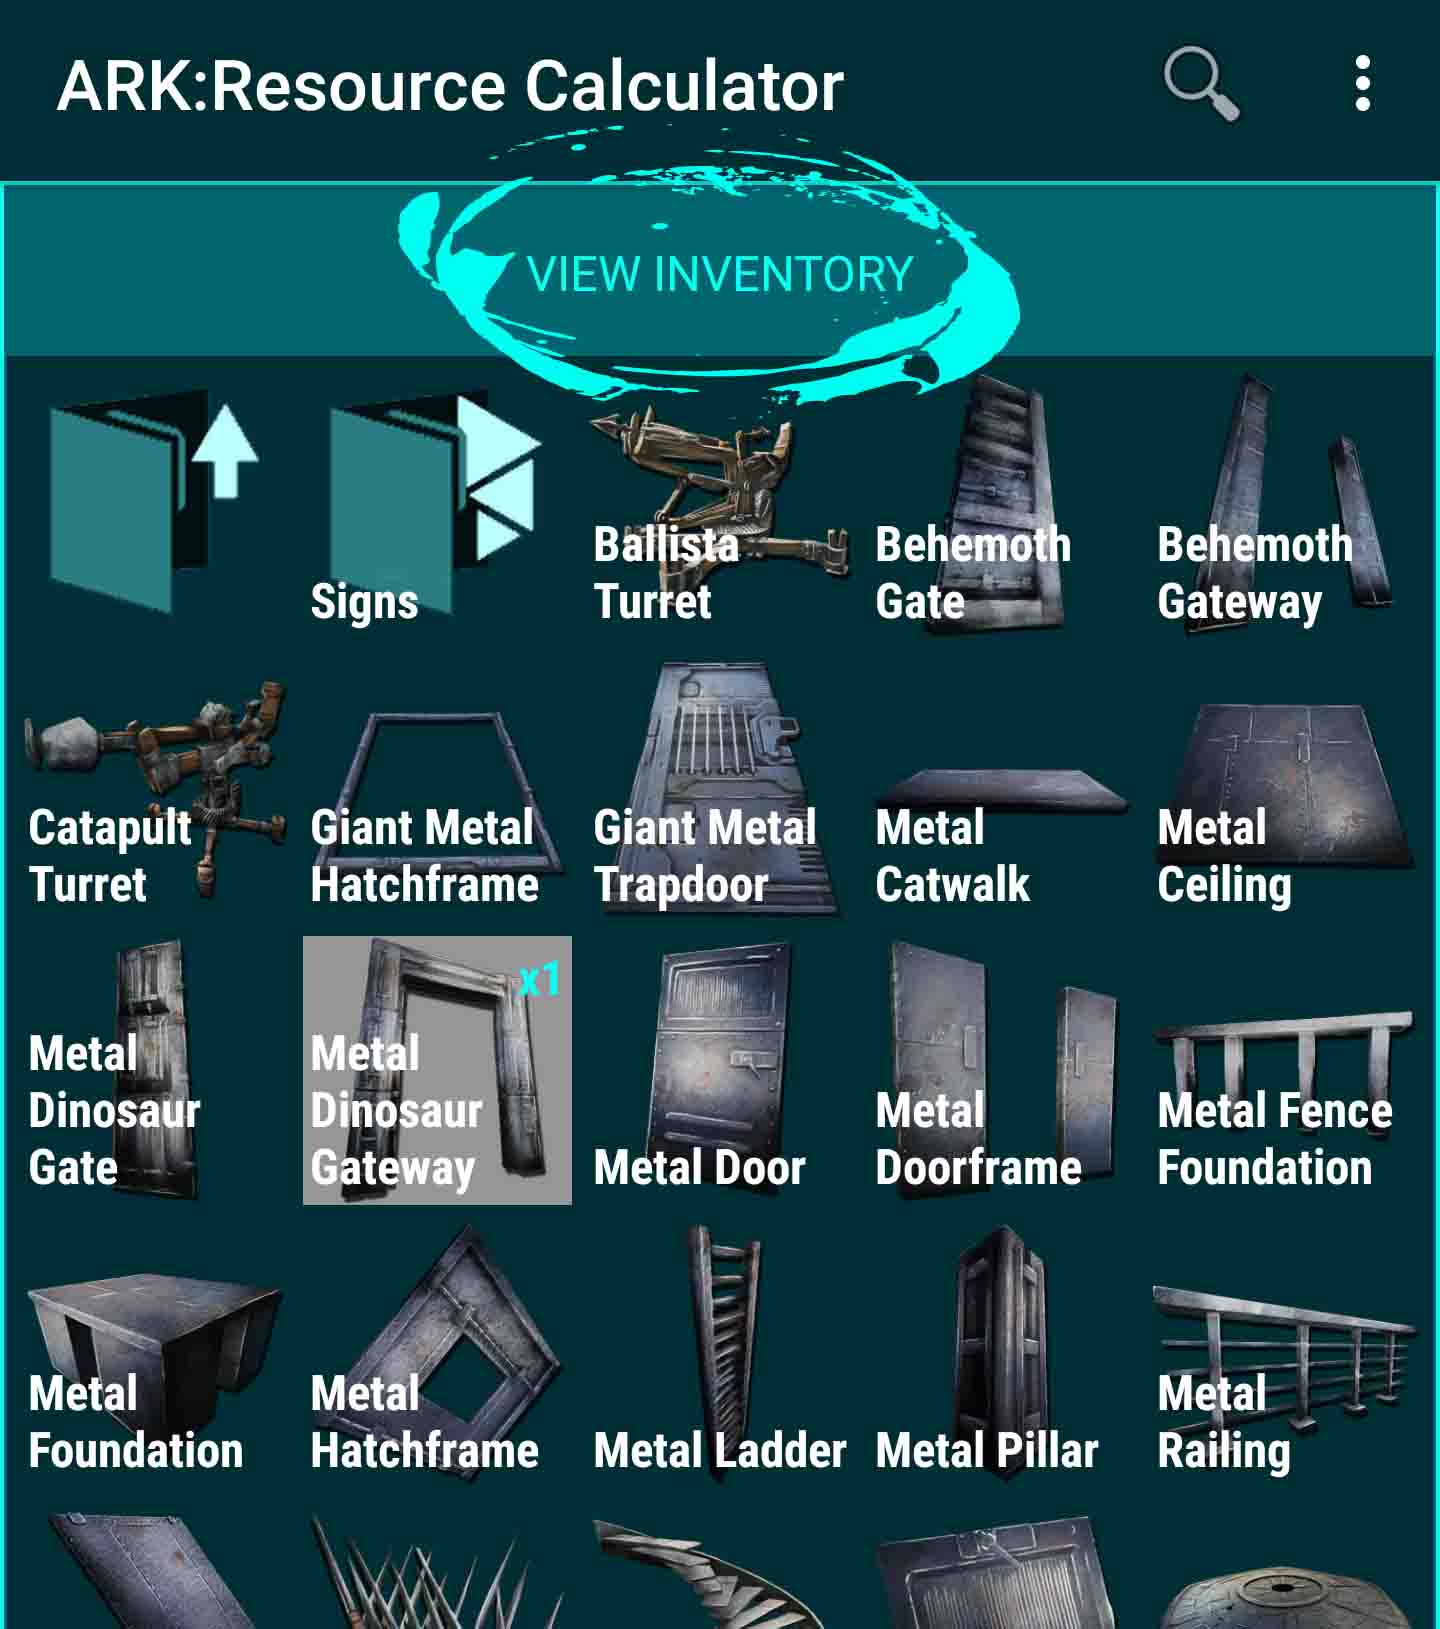 ARK:Resource Calculator
VIEW INVENTORY
Signs
Ballista
Turret
Behemoth
Gate
Behemoth
Gateway
Catapult
Turret
Giant Metal
Hatchframe
Giant Metal
Trapdoor
Metal
Catwalk
Metal
Ceiling
Metal
Dinosaur
Gate
x1
Metal
Dinosaur
Gateway
Metal Door
Metal
Doorframe
Metal Fence
Foundation
Metal
Foundation
Metal
Hatchframe
Metal Ladder
Metal Pillar
Metal
Railing